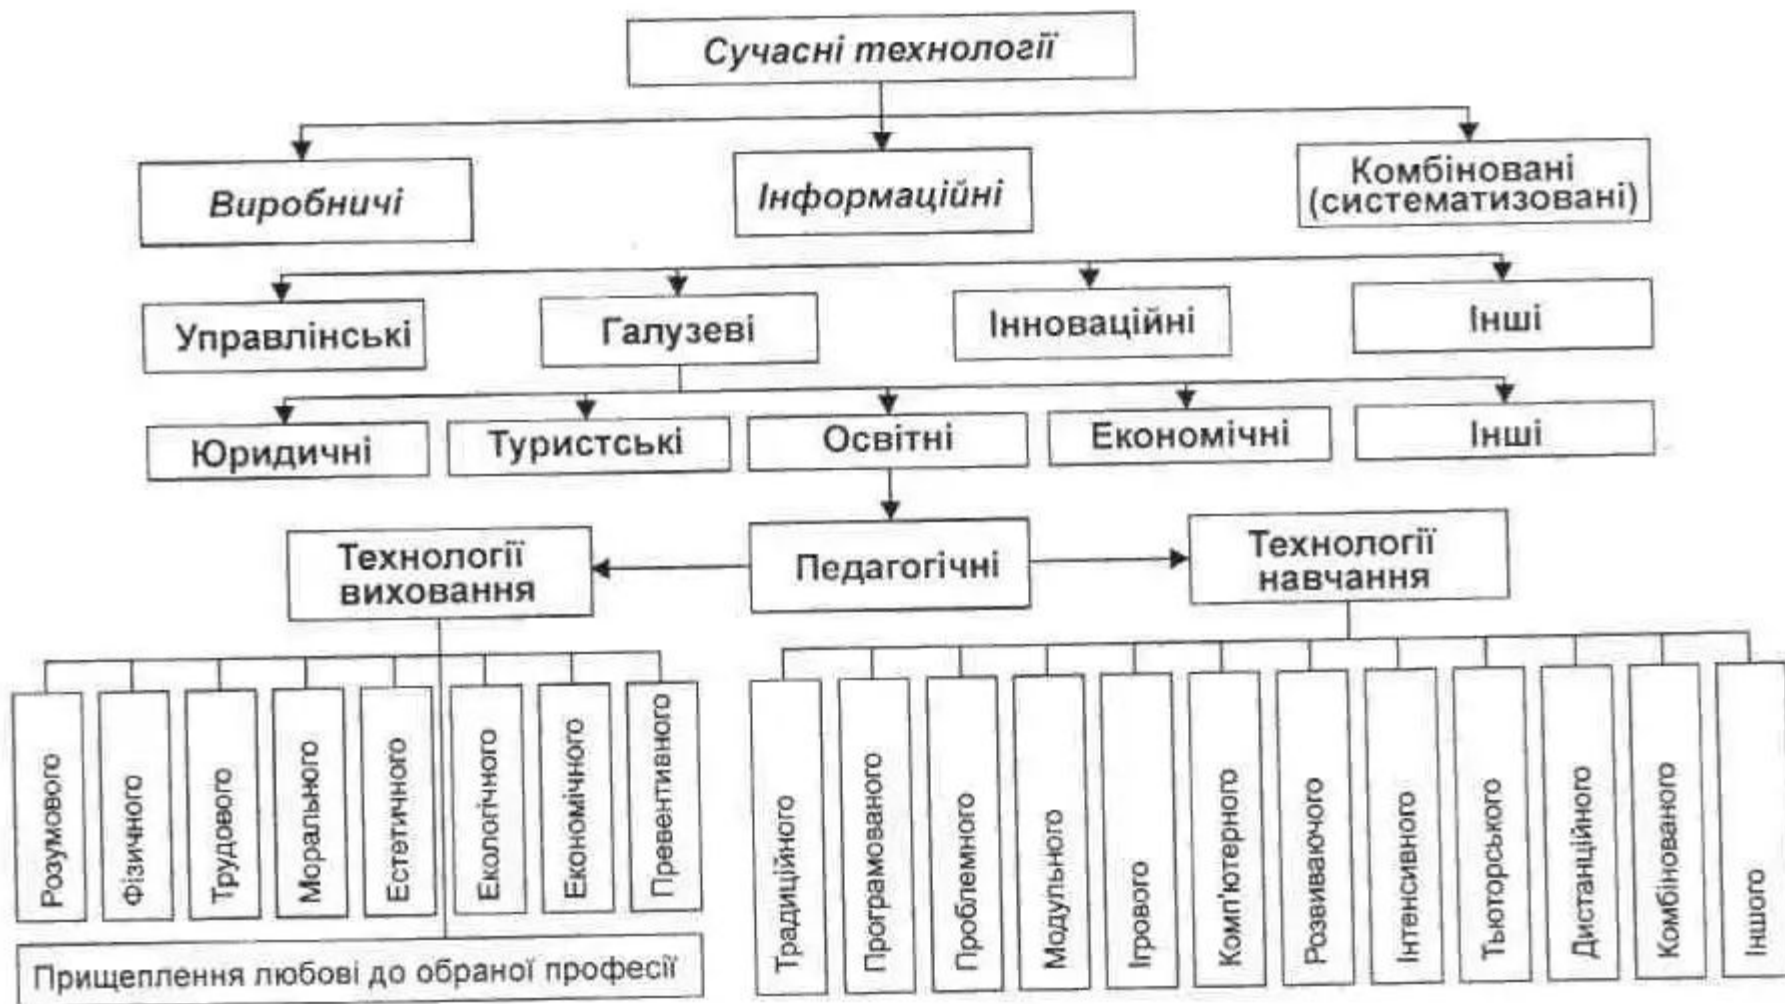 Сучасні технології
Виробничі
Інформаційні
Комбіновані
(систематизовані)
Управлінські
Галузеві
Інноваційні
Інші
Юридичні
Туристські
Освітні
Економічні
Інші
Технології
виховання
Педагогічні
Технології
навчання
Розумового
Фізичного
Трудового
Морального
Естетичного
Екологічного
Економічного
Превентивного
Прищеплення любові до обраної професії
Традиційного
Програмованого
Проблемного
Модульного
Ігрового
Комп'ютерного
Розвиваючого
Інтенсивного
Тьюторського
Дистанційного
Комбінованого
Іншого